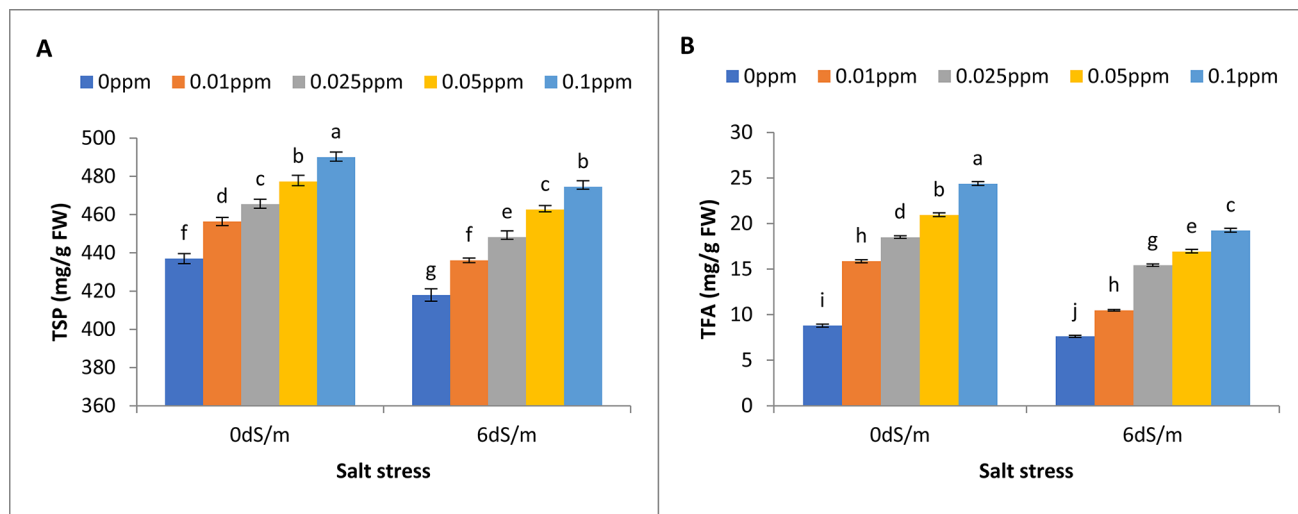 A
0ppm 0.01ppm 0.025ppm 0.05ppm 0.1ppm
TSP (mg/g FW)
500
480
460
440
420
400
380
360
f d c b a
g f e c b
0dS/m 6dS/m
Salt stress
B
0ppm 0.01ppm 0.025ppm 0.05ppm 0.1ppm
TFA (mg/g FW)
30
25
20
15
10
5
0
i h d b a
j h g e c
0dS/m 6dS/m
Salt stress